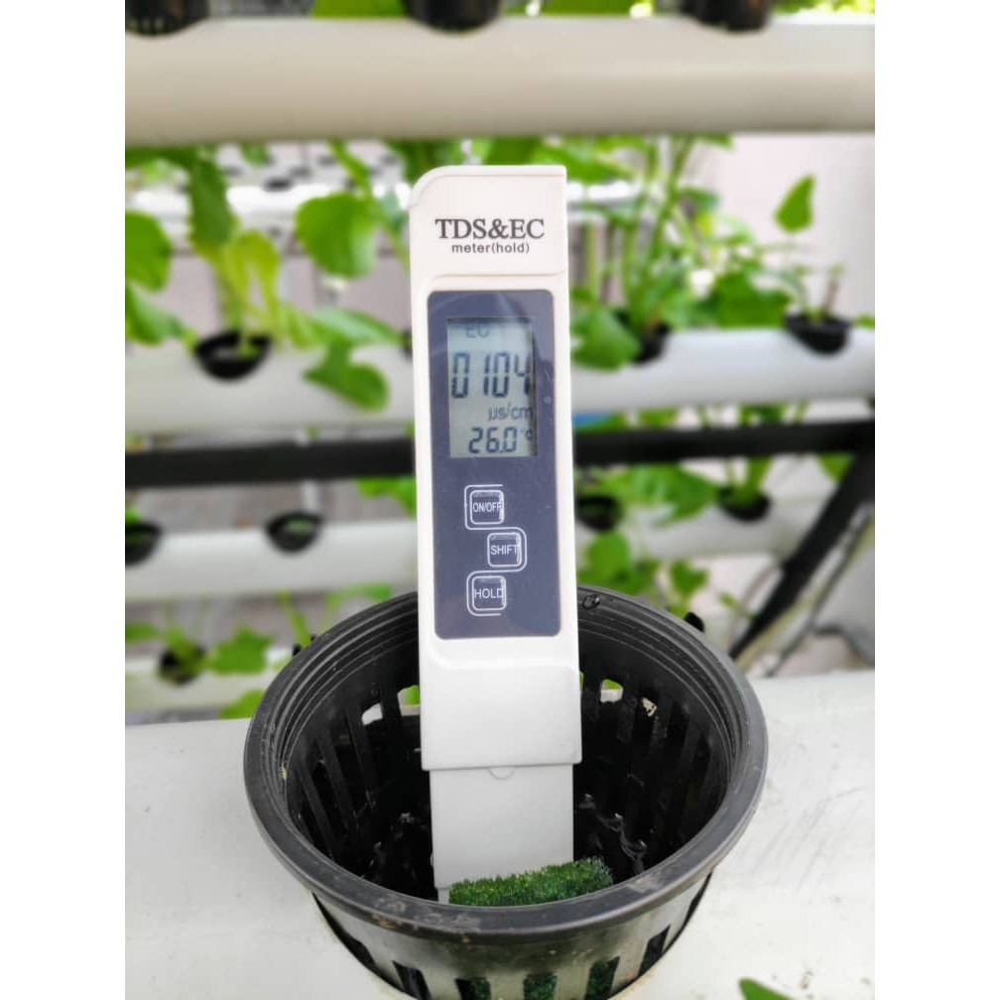 TDS&EC
meter(hold)
EC
0104
µs/cm
26.0°C
ON/OFF
SHIFT
HOLD